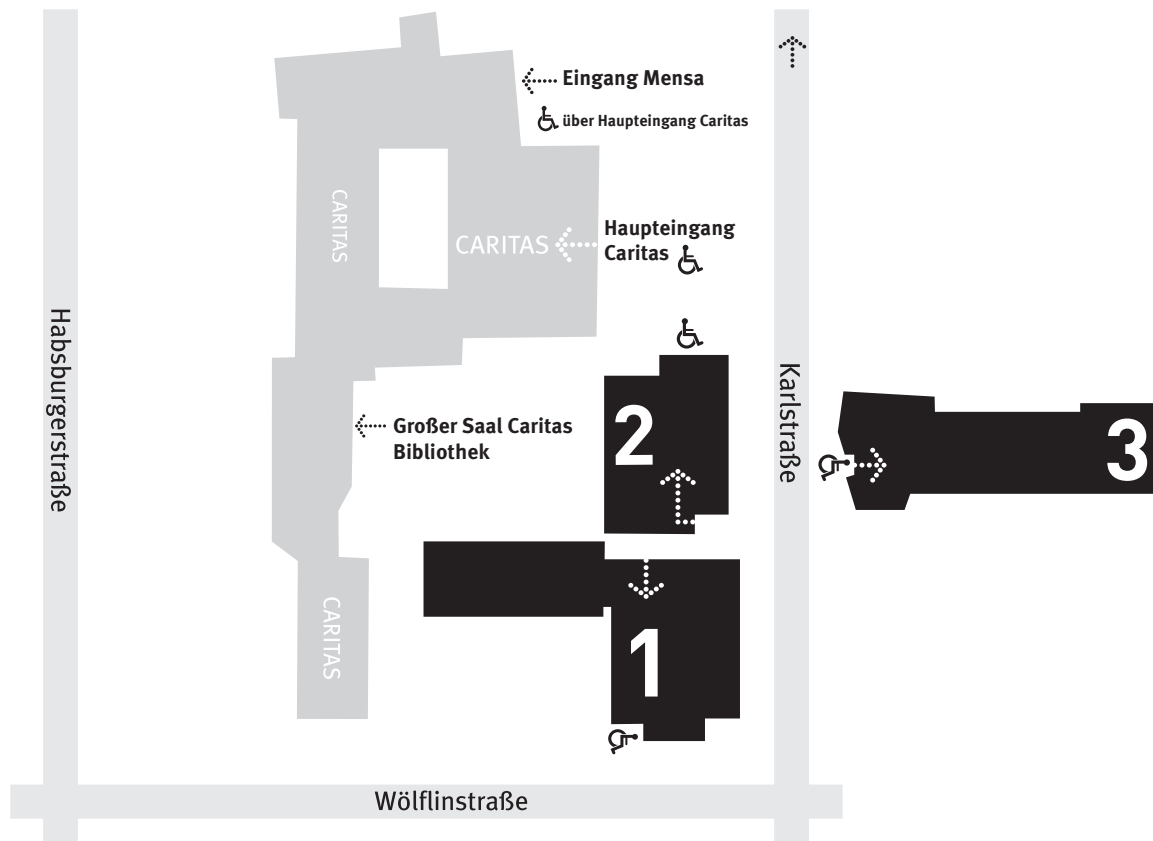 Eingang Mensa
über Haupteingang Caritas
CARITAS
CARITAS
Haupteingang
Caritas
Habsburgerstraße
Karlstraße
Großer Saal Caritas
Bibliothek
2
3
1
CARITAS
Wölflinstraße